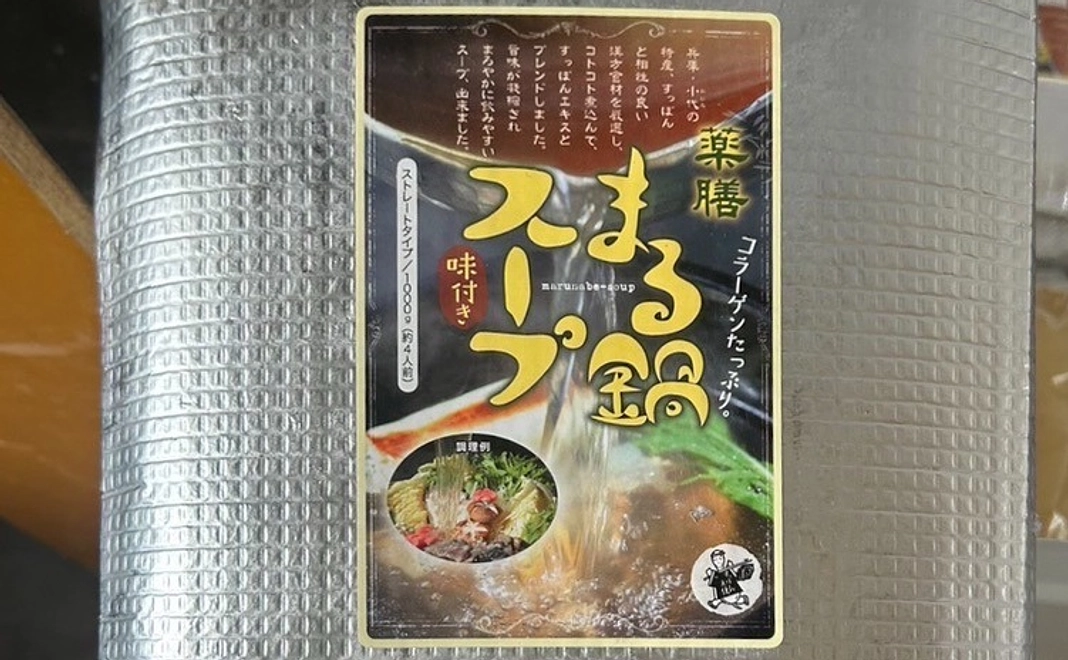 兵庫・小代の
特産、すっぽん
と相性の良い
漢方食材を厳選し、
コトコト煮込んで、
すっぽんエキスと
ブレンドしました。
旨味が凝縮され
まろやかに飲みやすい
スープ、出来ました。
薬膳
まる鍋
スープ
marunabe-soup
味付き
コラーゲンたっぷり。
ストレートタイプ/1000g（約4人前）
調理例